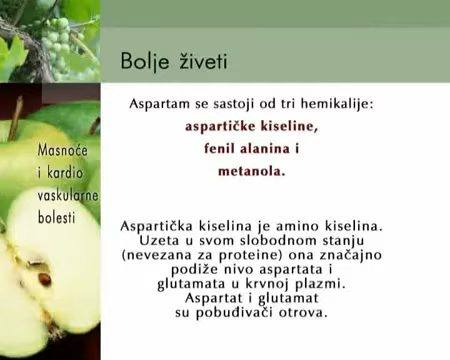 Bolje živeti
Masnoće
i kardio
vaskularne
bolesti
Aspartam se sastoji od tri hemikalije:
aspartičke kiseline,
fenil alanina i
metanola.
Aspartička kiselina je amino kiselina.
Uzeta u svom slobodnom stanju
(nevezana za proteine) ona značajno
podiže nivo aspartata i
glutamata u krvnoj plazmi.
Aspartat i glutamat
su pobuđivači otrova.